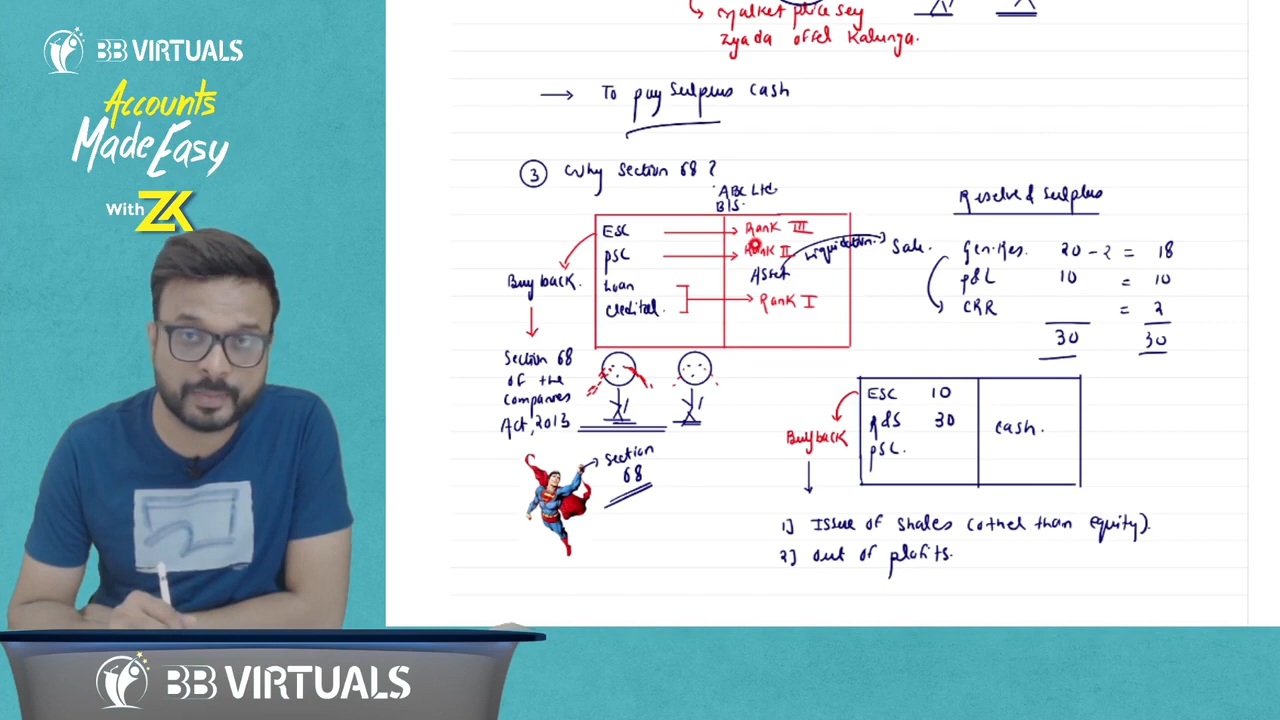 BB VIRTUALS
Accounts
Made Easy
With ZK
BB VIRTUALS
Market price sey
zyada offer Karunga.
→ To pay Surplus cash
③ Why Section 68 ?
ABC Ltd.
B/S.
ESC → Rank III
PSC → Rank II
Asset
Liquidation
Sale.
Loan
Creditor. → Rank I
Buy back.
Section 68
of the
Companies
Act, 2013
Section
68
Reserve & Surplus
Gen. Res. 20 - 2 = 18
P&L 10 = 10
CRR = 2
30 30
Buy back
ESC 10
R&S 30
PSC.
cash.
1] Issue of shares (other than equity).
2] out of profits.